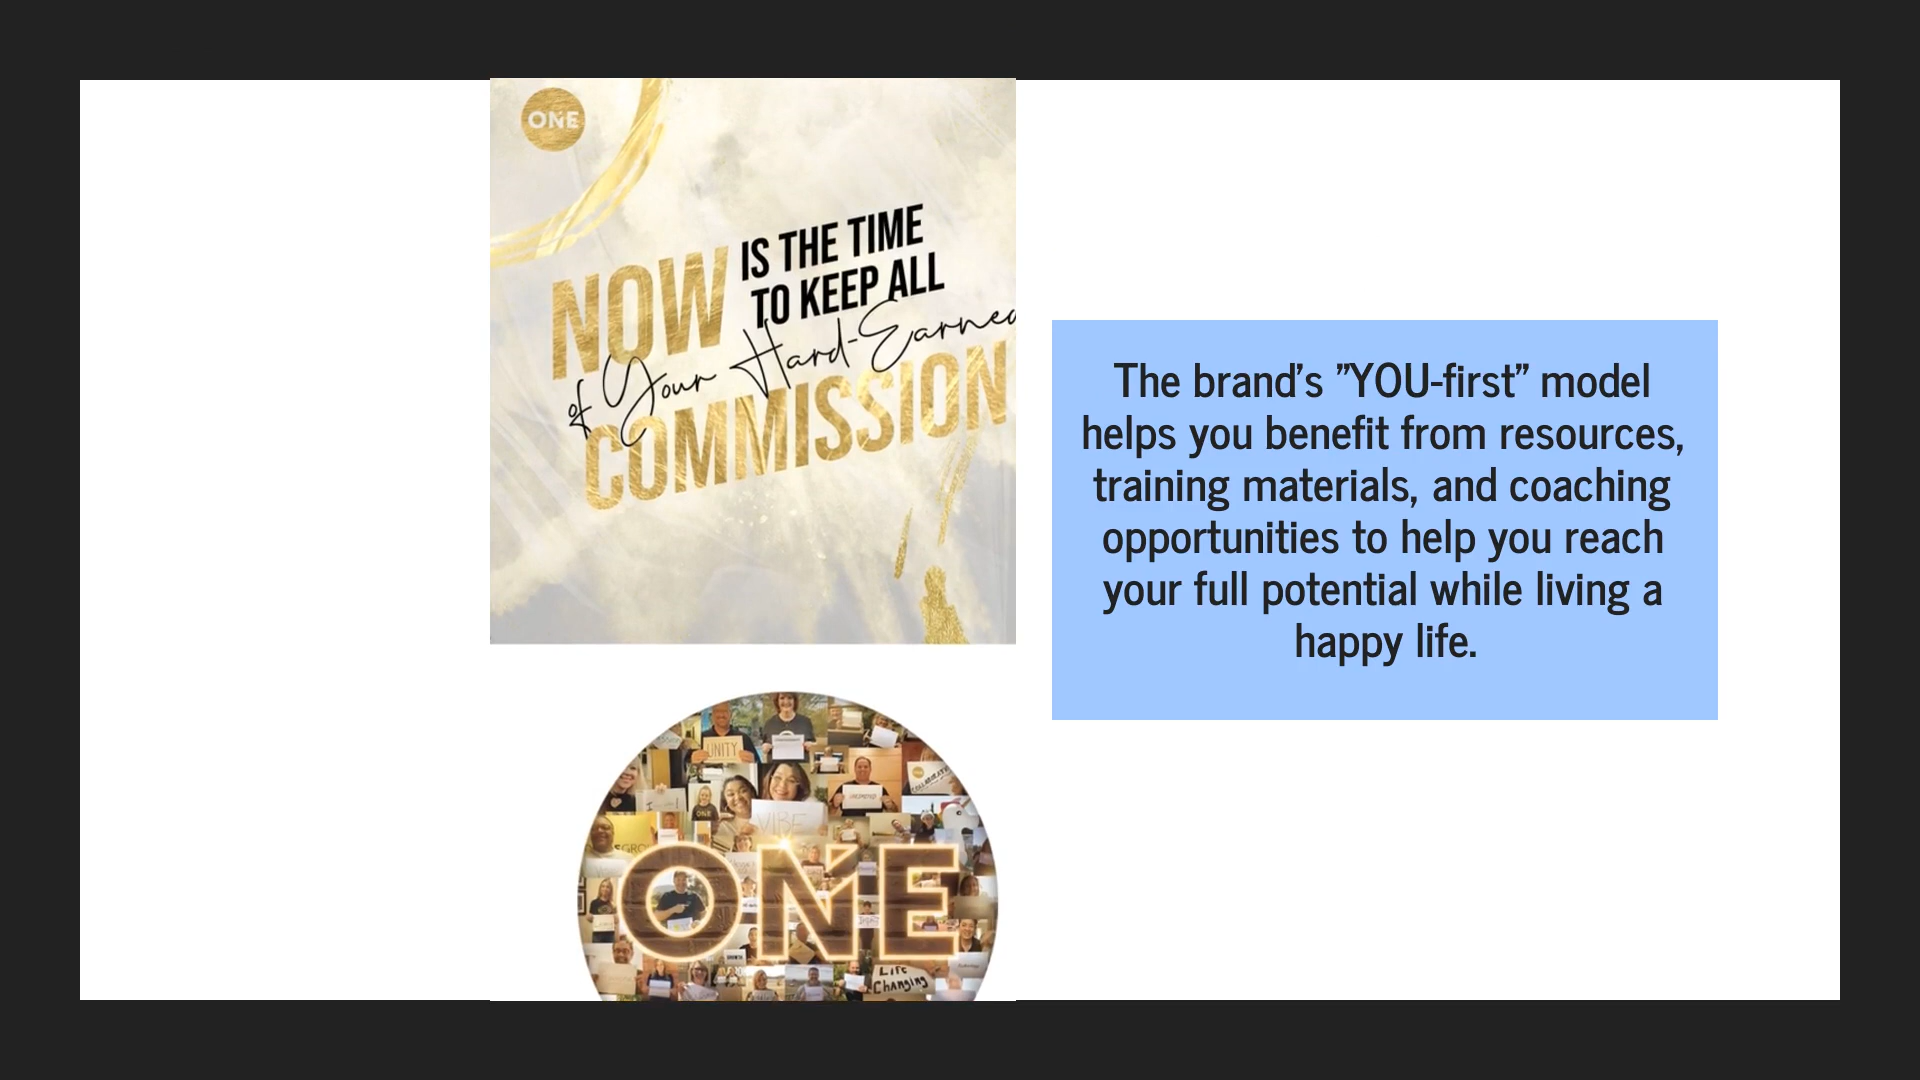 ONE
NOW IS THE TIME
TO KEEP ALL
of Your Hard-Earned
COMMISSION
The brand's "YOU-first" model
helps you benefit from resources,
training materials, and coaching
opportunities to help you reach
your full potential while living a
happy life.
UNITY
VIBE
ONE
ONE
Life
Changing